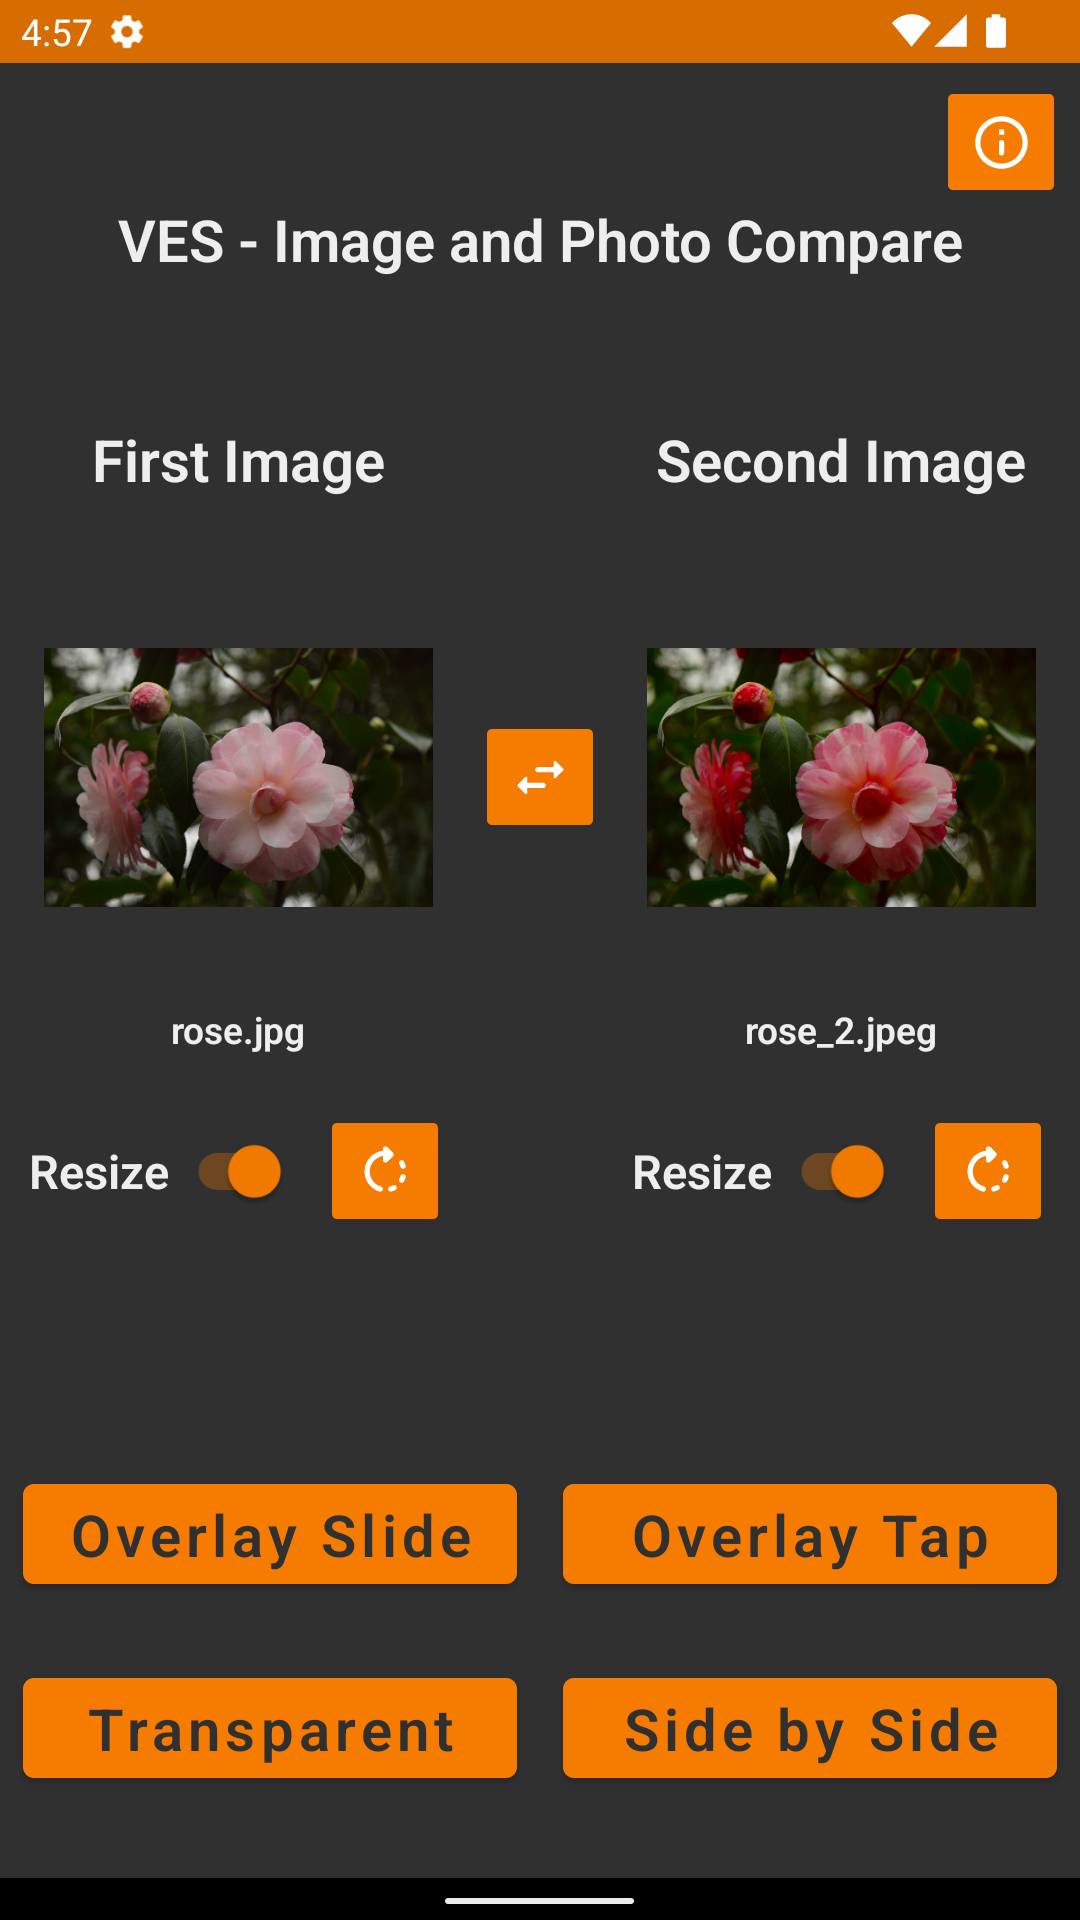 4:57
VES - Image and Photo Compare
First Image
Second Image
rose.jpg
rose_2.jpeg
Resize
Resize
Overlay Slide
Overlay Tap
Transparent
Side by Side